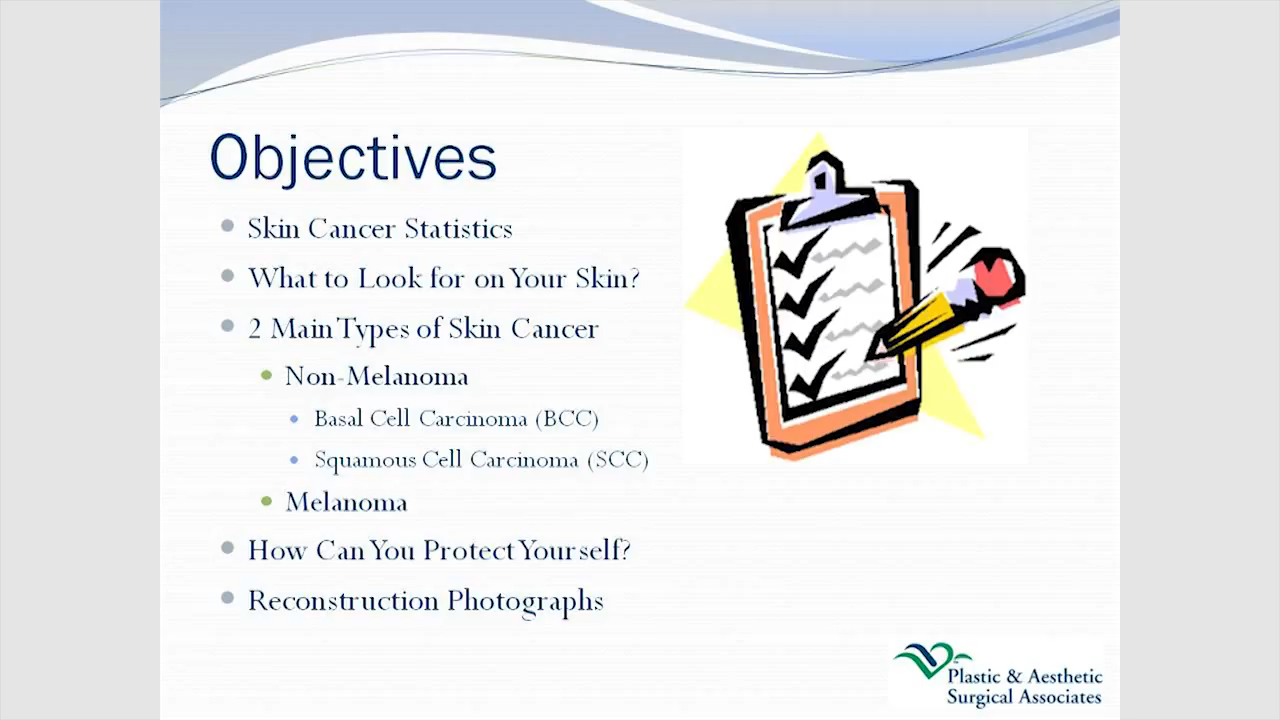 Objectives
Skin Cancer Statistics
What to Look for on Your Skin?
2 Main Types of Skin Cancer
Non-Melanoma
Basal Cell Carcinoma (BCC)
Squamous Cell Carcinoma (SCC)
Melanoma
How Can You Protect Yourself?
Reconstruction Photographs
Plastic & Aesthetic
Surgical Associates